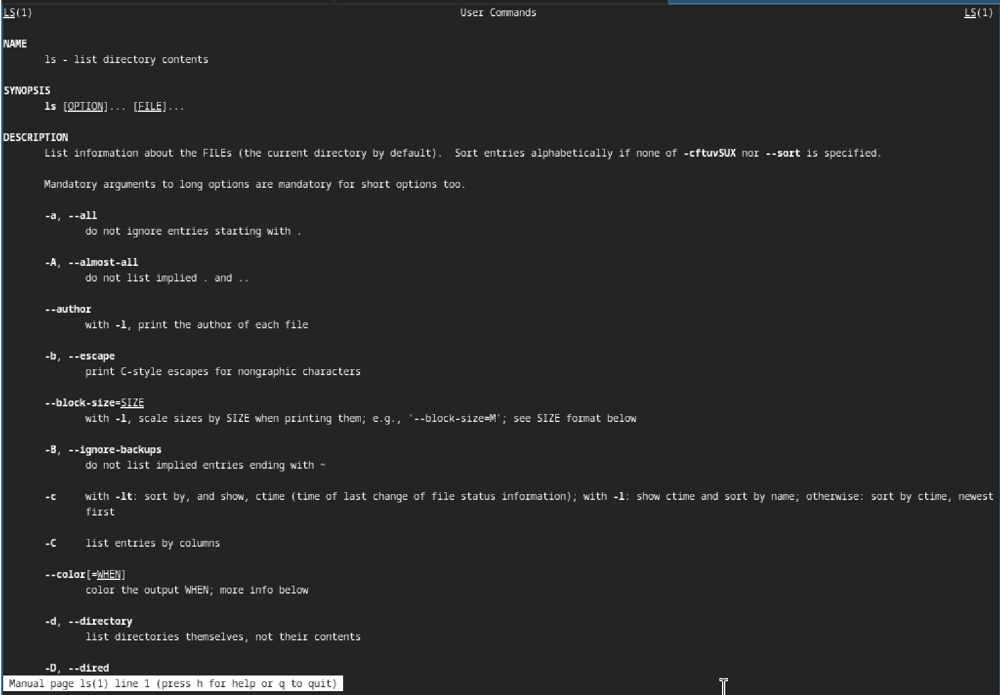 LS(1) User Commands LS(1)
NAME
ls - list directory contents
SYNOPSIS
ls [OPTION]... [FILE]...
DESCRIPTION
List information about the FILEs (the current directory by default).  Sort entries alphabetically if none of -cftuvSUX nor --sort is specified.
Mandatory arguments to long options are mandatory for short options too.
-a, --all
do not ignore entries starting with .
-A, --almost-all
do not list implied . and ..
--author
with -l, print the author of each file
-b, --escape
print C-style escapes for nongraphic characters
--block-size=SIZE
with -l, scale sizes by SIZE when printing them; e.g., '--block-size=M'; see SIZE format below
-B, --ignore-backups
do not list implied entries ending with ~
-c with -lt: sort by, and show, ctime (time of last change of file status information); with -l: show ctime and sort by name; otherwise: sort by ctime, newest
first
-C list entries by columns
--color[=WHEN]
color the output WHEN; more info below
-d, --directory
list directories themselves, not their contents
-D, --dired
Manual page ls(1) line 1 (press h for help or q to quit)